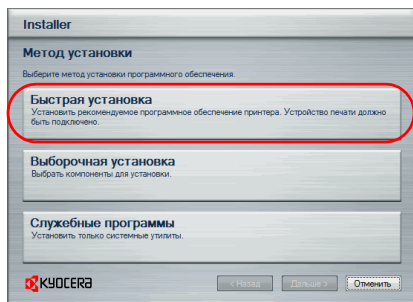 Installer
Метод установки
Выберите метод установки программного обеспечения.
Быстрая установка
Установить рекомендуемое программное обеспечение принтера. Устройство печати должно
быть подключено.
Выборочная установка
Выбрать компоненты для установки.
Служебные программы
Установить только системные утилиты.
KYOCERA
< Назад Дальше > Отменить